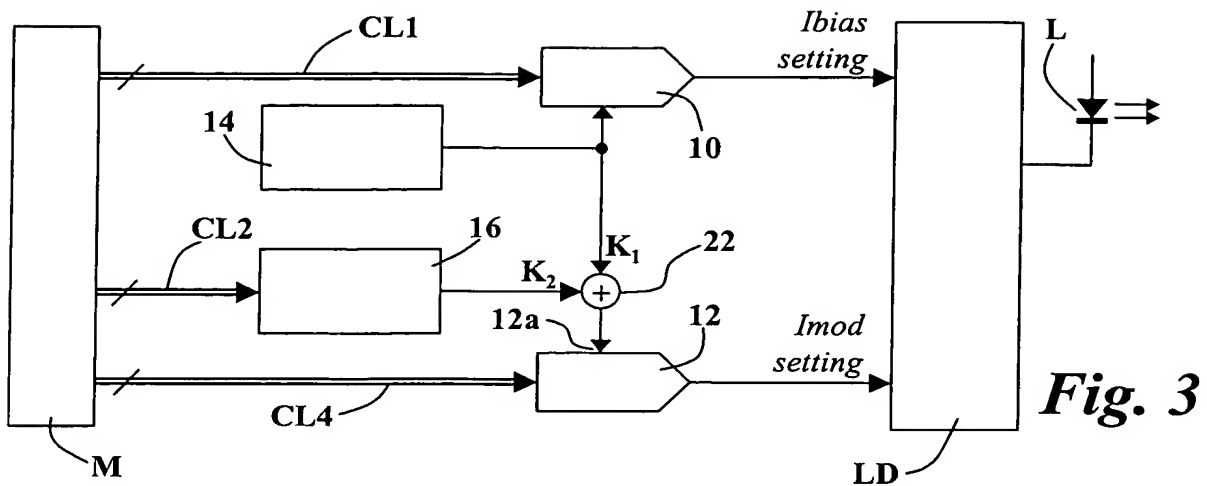 CL1
Ibias
setting
L
14
10
CL2
16
K1
22
K2
12a
12
Imod
setting
CL4
Fig. 3
M
LD
+